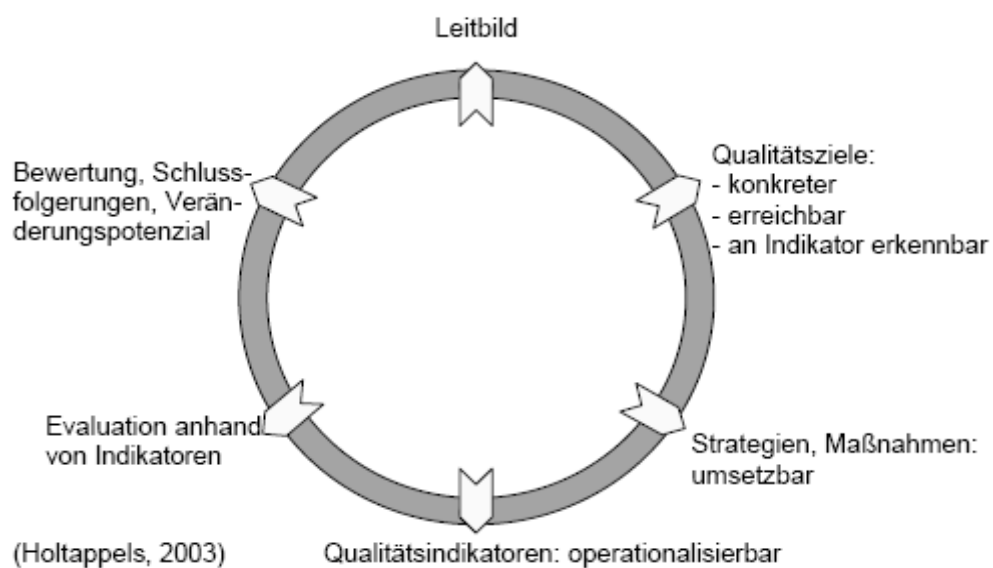 Leitbild
Qualitätsziele:
- konkreter
- erreichbar
- an Indikator erkennbar
Strategien, Maßnahmen:
umsetzbar
Qualitätsindikatoren: operationalisierbar
Evaluation anhand
von Indikatoren
Bewertung, Schluss-
folgerungen, Verän-
derungspotenzial
(Holtappels, 2003)